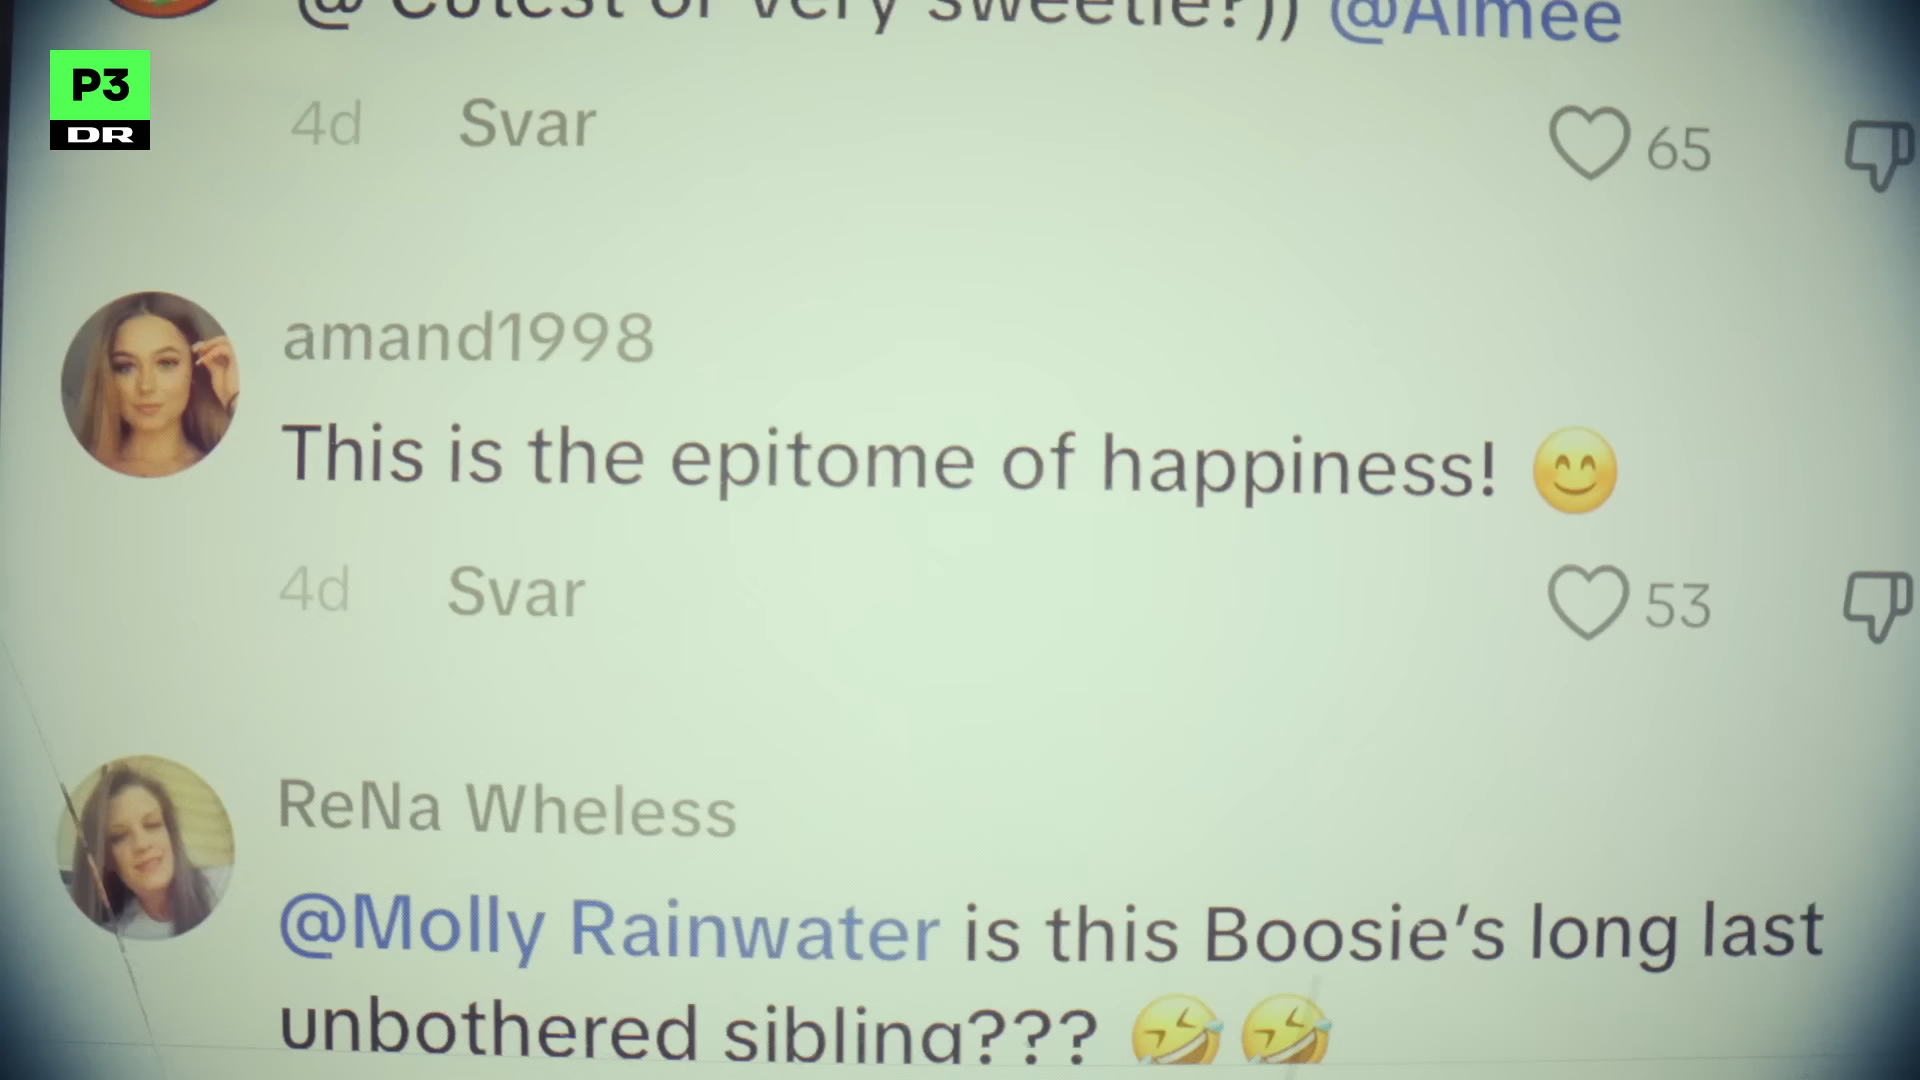 @ Cutest or very sweetie?)) @Aimee
P3
DR
4d Svar 65
amand1998
This is the epitome of happiness! 😊
4d Svar 53
ReNa Wheless
@Molly Rainwater is this Boosie's long last
unbothered sibling??? 🤣 🤣